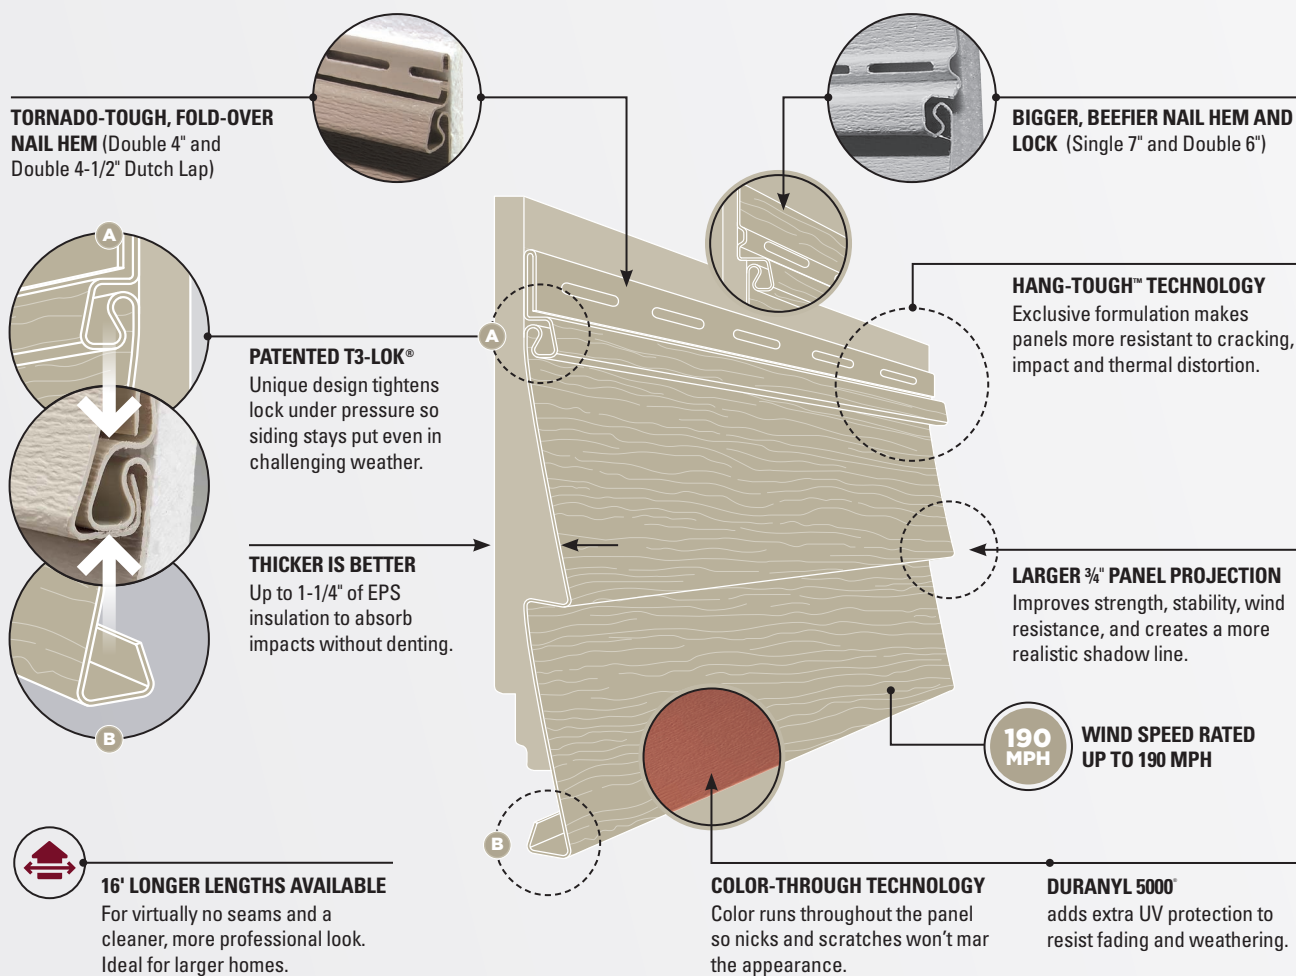 TORNADO-TOUGH, FOLD-OVER
NAIL HEM (Double 4" and
Double 4-1/2" Dutch Lap)
BIGGER, BEEFIER NAIL HEM AND
LOCK (Single 7" and Double 6")
A
A
PATENTED T3-LOK®
Unique design tightens
lock under pressure so
siding stays put even in
challenging weather.
HANG-TOUGH™ TECHNOLOGY
Exclusive formulation makes
panels more resistant to cracking,
impact and thermal distortion.
THICKER IS BETTER
Up to 1-1/4" of EPS
insulation to absorb
impacts without denting.
LARGER ¾" PANEL PROJECTION
Improves strength, stability, wind
resistance, and creates a more
realistic shadow line.
B
190
MPH
WIND SPEED RATED
UP TO 190 MPH
B
16' LONGER LENGTHS AVAILABLE
For virtually no seams and a
cleaner, more professional look.
Ideal for larger homes.
COLOR-THROUGH TECHNOLOGY
Color runs throughout the panel
so nicks and scratches won't mar
the appearance.
DURANYL 5000®
adds extra UV protection to
resist fading and weathering.